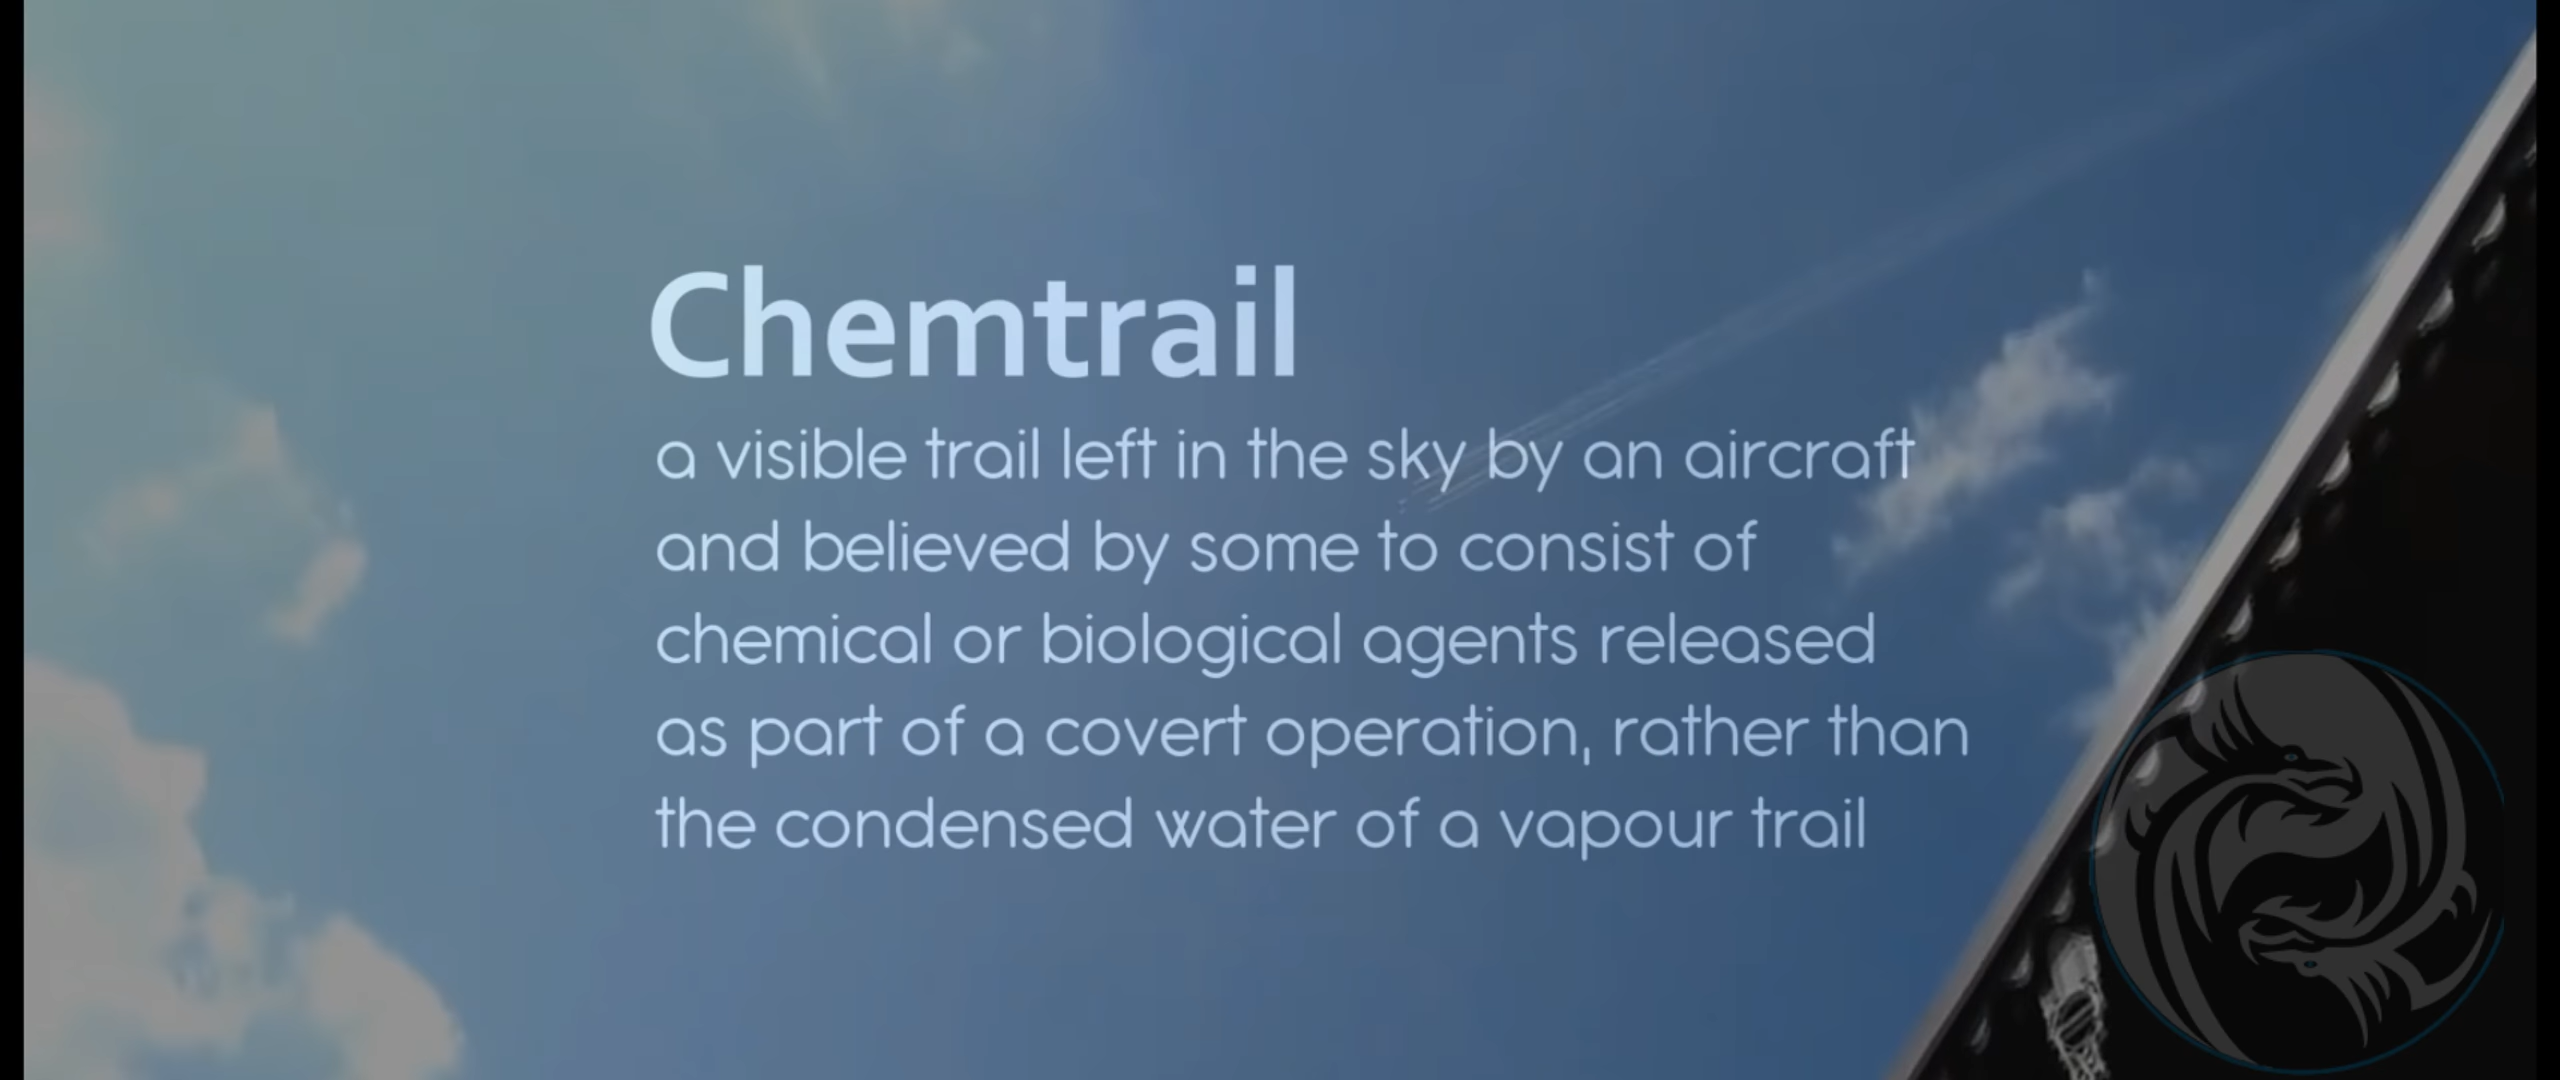 Chemtrail
a visible trail left in the sky by an aircraft
and believed by some to consist of
chemical or biological agents released
as part of a covert operation, rather than
the condensed water of a vapour trail